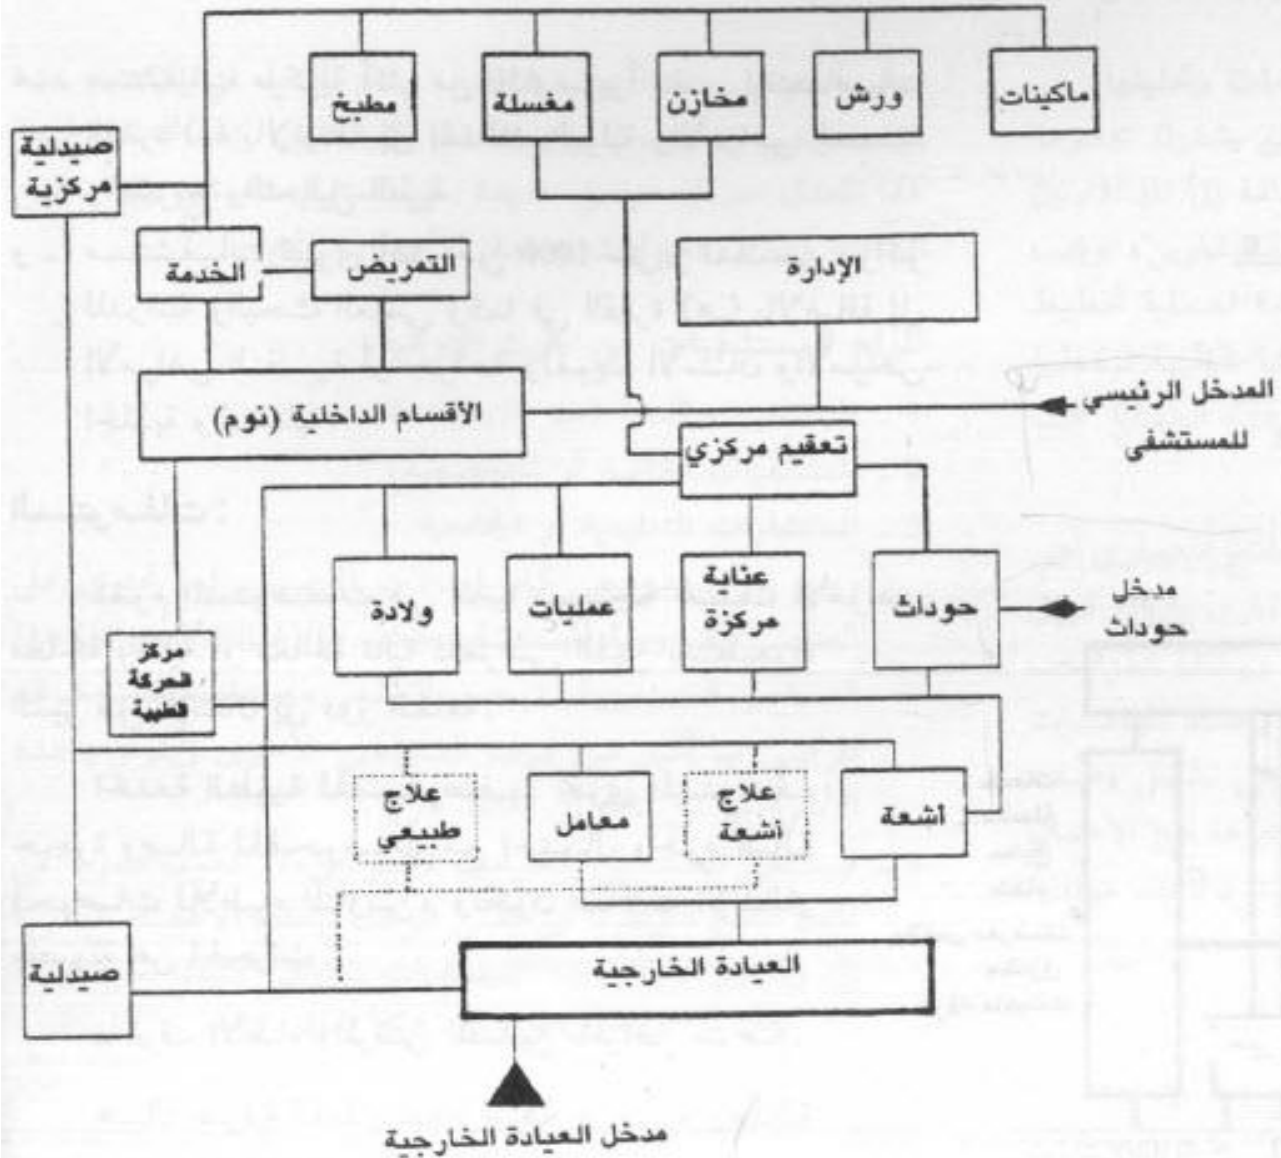 مطبخ
مغسلة
مخازن
ورش
ماكينات
صيدلية
مركزية
الخدمة
التمريض
الإدارة
الأقسام الداخلية (نوم)
المدخل الرئيسي
للمستشفى
تعقيم مركزي
ولادة
عمليات
عناية
مركزة
حوداث
مدخل
حوداث
مركز
الحركة
الطبية
علاج
طبيعي
معامل
علاج
أشعة
أشعة
صيدلية
العيادة الخارجية
مدخل العيادة الخارجية